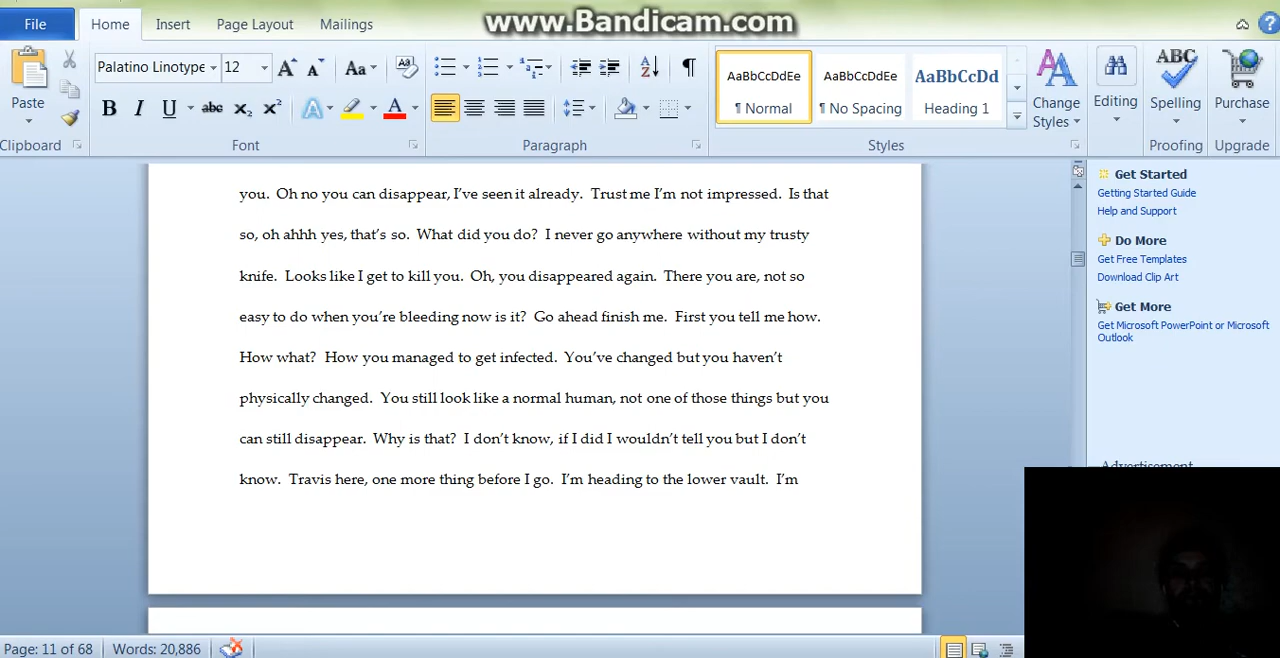 www.Bandicam.com
File Home Insert Page Layout Mailings
Palatino Linotype 12
Aa
Paste
B I U abc X₂ X² A A
Clipboard Font Paragraph Styles Proofing Upgrade
AaBbCcDdEe AaBbCcDdEe AaBbCcDd
¶ Normal ¶ No Spacing Heading 1
Change Styles
Editing
ABC
Spelling
Purchase
you.  Oh no you can disappear, I’ve seen it already.  Trust me I’m not impressed.  Is that
so, oh ahhh yes, that’s so.  What did you do?  I never go anywhere without my trusty
knife.  Looks like I get to kill you.  Oh, you disappeared again.  There you are, not so
easy to do when you’re bleeding now is it?  Go ahead finish me.  First you tell me how.
How what?  How you managed to get infected.  You’ve changed but you haven’t
physically changed.  You still look like a normal human, not one of those things but you
can still disappear.  Why is that?  I don’t know, if I did I wouldn’t tell you but I don’t
know.  Travis here, one more thing before I go.  I’m heading to the lower vault.  I’m
Get Started
Getting Started Guide
Help and Support
Do More
Get Free Templates
Download Clip Art
Get More
Get Microsoft PowerPoint or Microsoft
Outlook
Advertisement
Page: 11 of 68 Words: 20,886